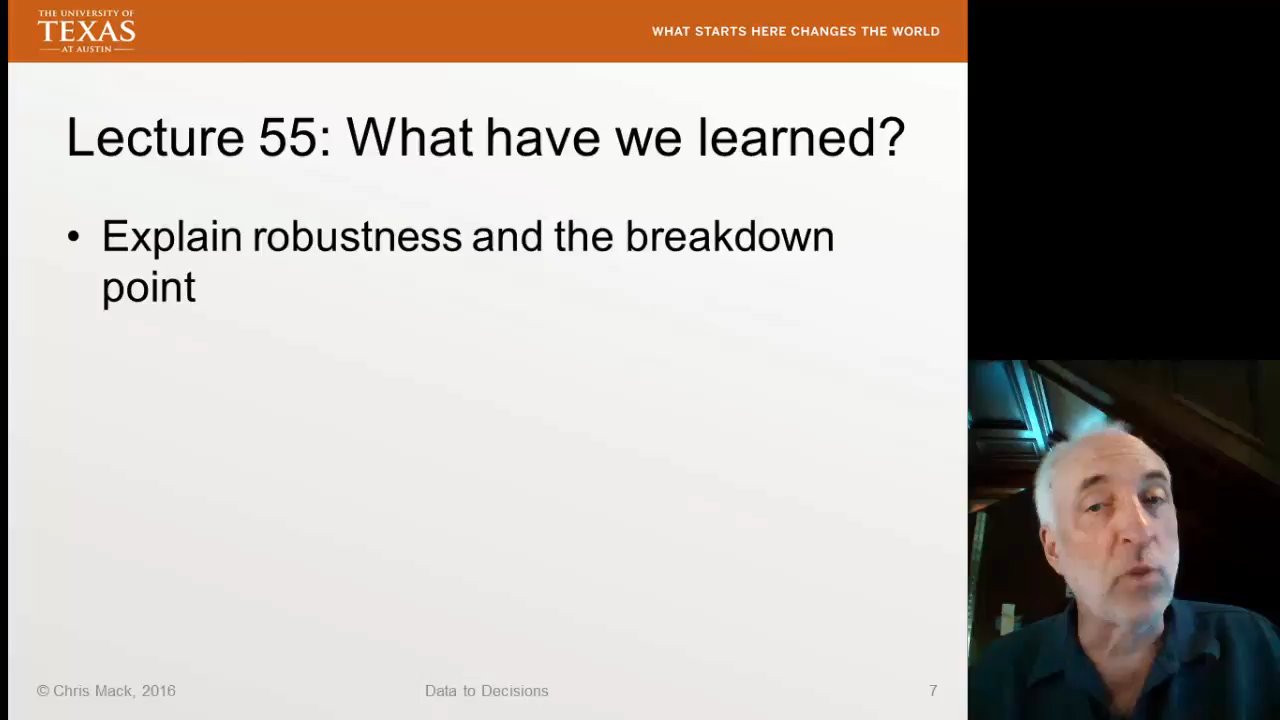 THE UNIVERSITY OF
TEXAS
AT AUSTIN
WHAT STARTS HERE CHANGES THE WORLD
Lecture 55: What have we learned?
• Explain robustness and the breakdown
point
© Chris Mack, 2016
Data to Decisions
7